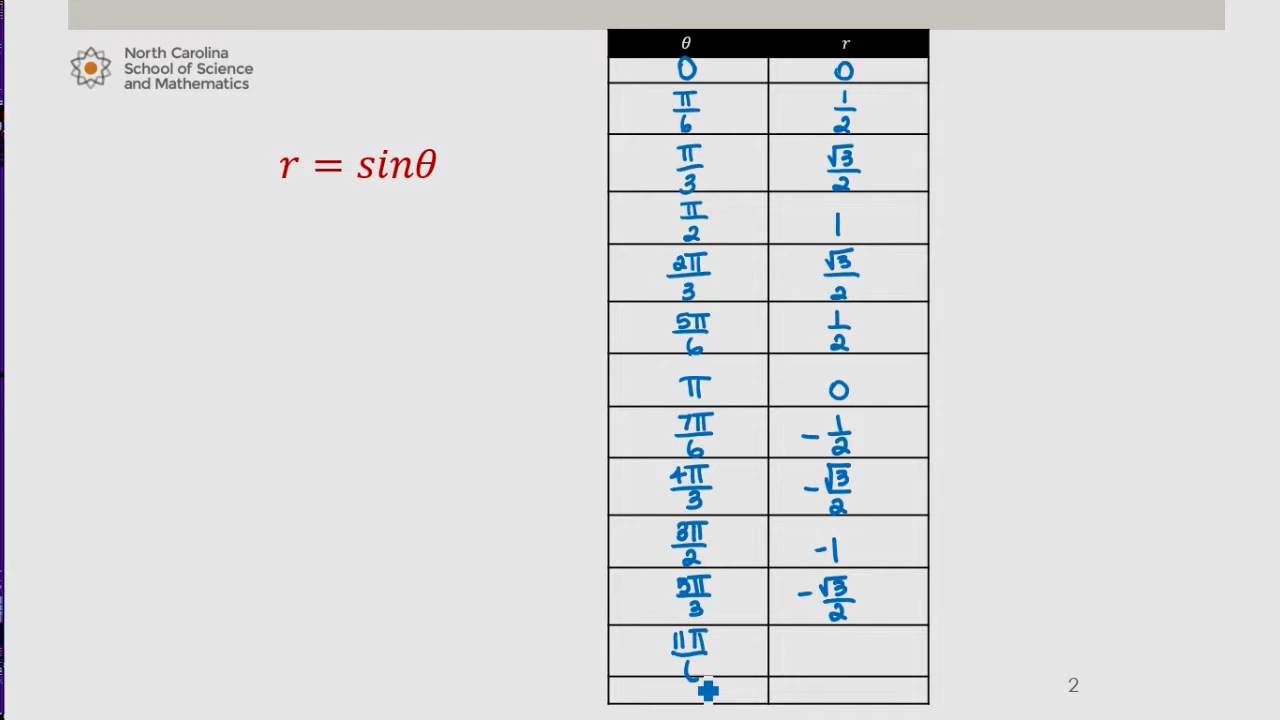 North Carolina
School of Science
and Mathematics
r = sinθ
θ r
0 0
π/6 1/2
π/3 √3/2
π/2 1
2π/3 √3/2
5π/6 1/2
π 0
7π/6 -1/2
4π/3 -√3/2
3π/2 -1
5π/3 -√3/2
11π/6
2